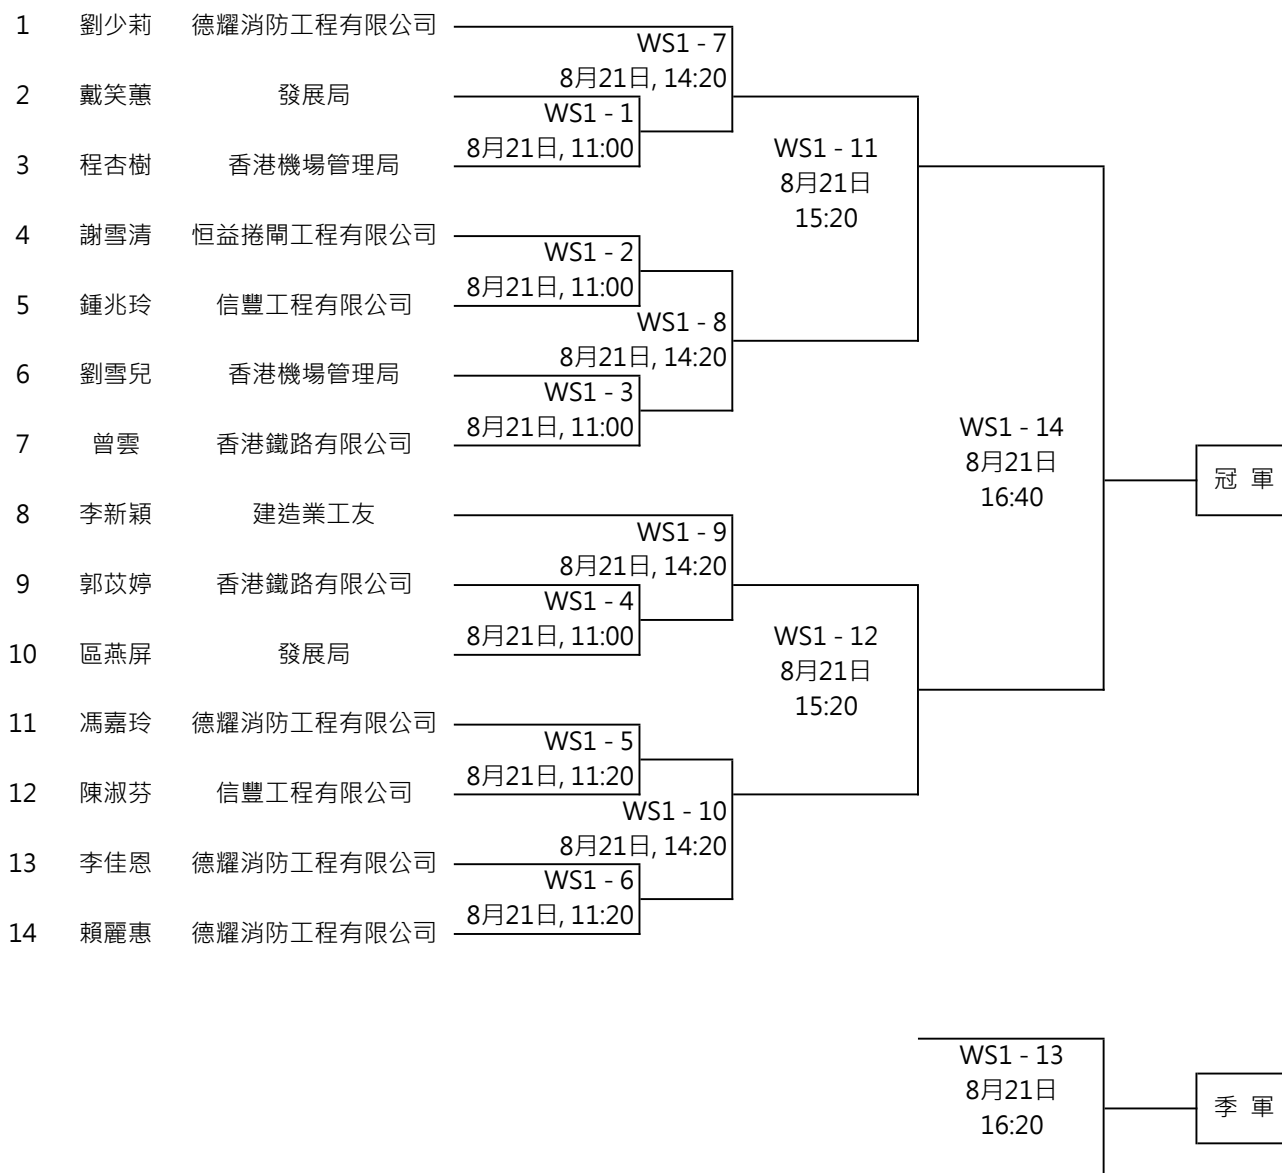 1 劉少莉 德耀消防工程有限公司
WS1 - 7
8月21日, 14:20
2 戴笑蕙 發展局
WS1 - 1
8月21日, 11:00
3 程杏樹 香港機場管理局
WS1 - 11
8月21日
15:20
4 謝雪清 恒益捲閘工程有限公司
WS1 - 2
8月21日, 11:00
5 鍾兆玲 信豐工程有限公司
WS1 - 8
8月21日, 14:20
6 劉雪兒 香港機場管理局
WS1 - 3
8月21日, 11:00
7 曾雲 香港鐵路有限公司
WS1 - 14
8月21日
16:40
冠 軍
8 李新穎 建造業工友
WS1 - 9
8月21日, 14:20
9 郭苡婷 香港鐵路有限公司
WS1 - 4
8月21日, 11:00
10 區燕屏 發展局
WS1 - 12
8月21日
15:20
11 馮嘉玲 德耀消防工程有限公司
WS1 - 5
8月21日, 11:20
12 陳淑芬 信豐工程有限公司
WS1 - 10
8月21日, 14:20
13 李佳恩 德耀消防工程有限公司
WS1 - 6
8月21日, 11:20
14 賴麗惠 德耀消防工程有限公司
WS1 - 13
8月21日
16:20
季 軍